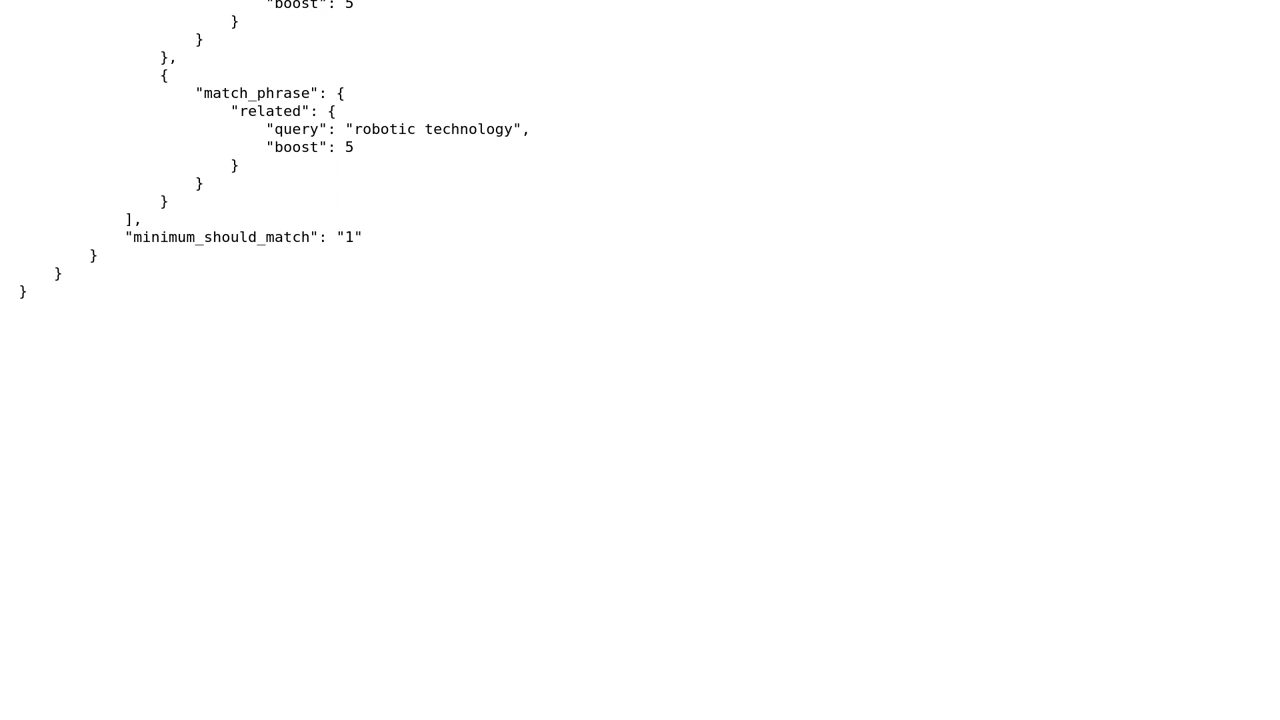 "boost": 5
                        }
                    }
                },
                {
                    "match_phrase": {
                        "related": {
                            "query": "robotic technology",
                            "boost": 5
                        }
                    }
                }
            ],
            "minimum_should_match": "1"
        }
    }
}